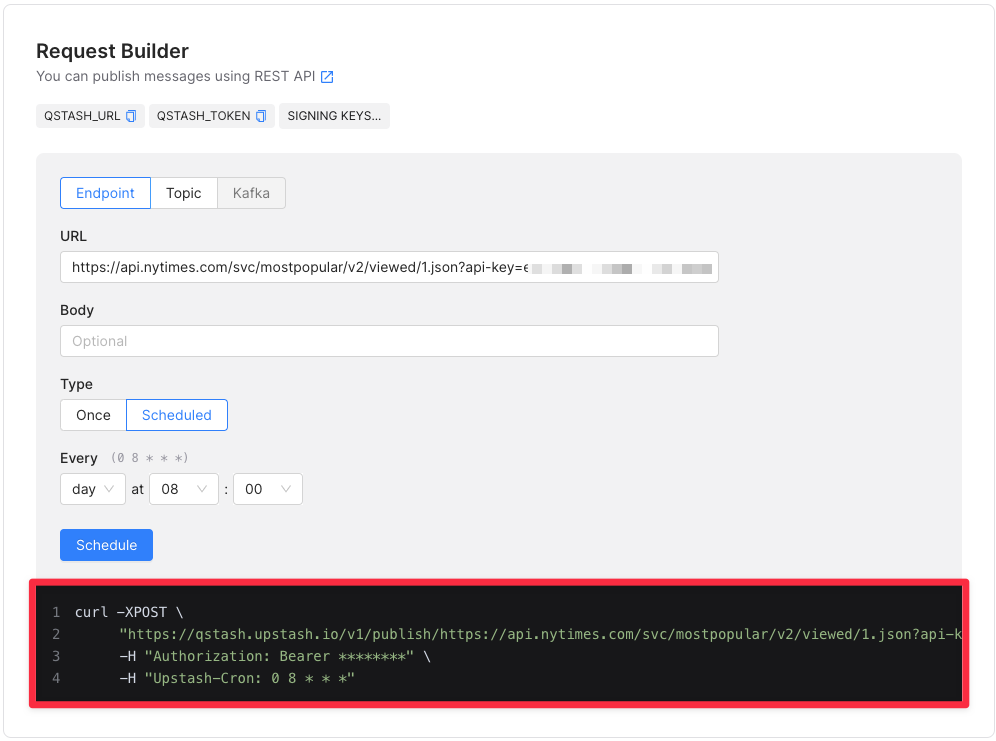 Request Builder
You can publish messages using REST API
QSTASH_URL QSTASH_TOKEN SIGNING KEYS...
Endpoint Topic Kafka
URL
https://api.nytimes.com/svc/mostpopular/v2/viewed/1.json?api-key=e
Body
Optional
Type
Once Scheduled
Every (0 8 * * *)
day at 08 : 00
Schedule
1 curl -XPOST \
2 "https://qstash.upstash.io/v1/publish/https://api.nytimes.com/svc/mostpopular/v2/viewed/1.json?api-k
3 -H "Authorization: Bearer ********" \
4 -H "Upstash-Cron: 0 8 * * *"